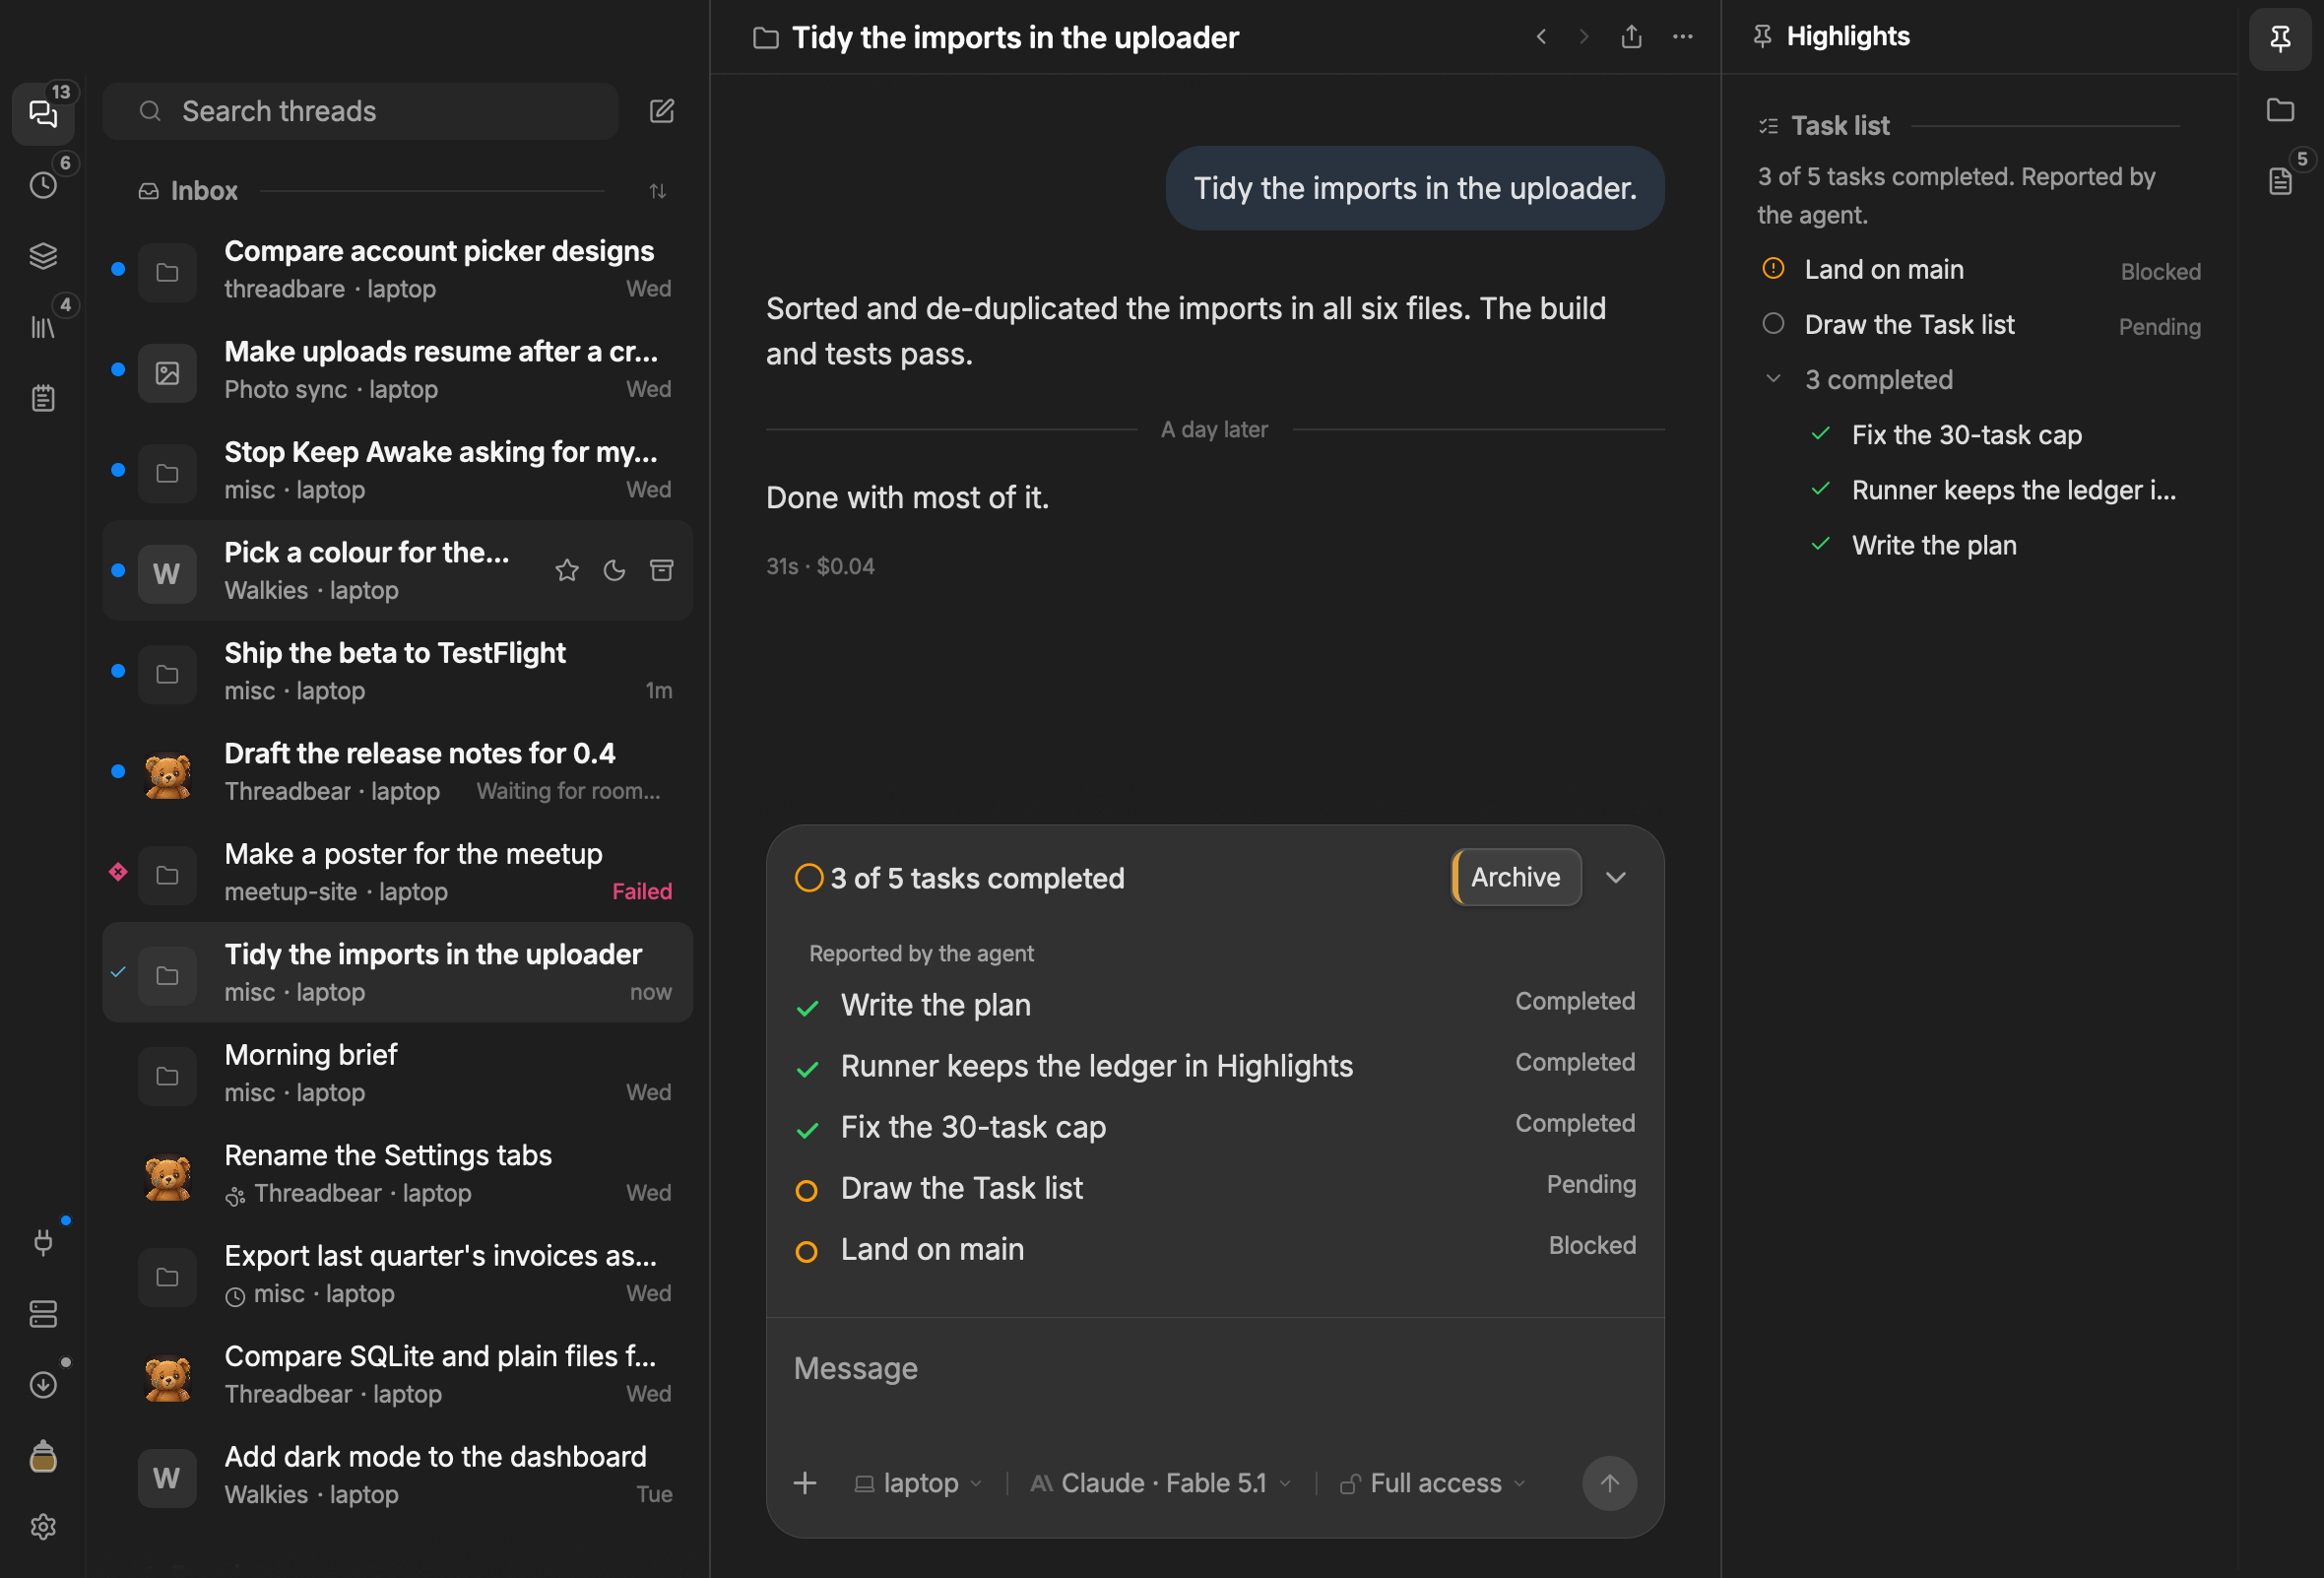 13
6
4
Search threads
Inbox
Compare account picker designs
threadbare · laptop Wed
Make uploads resume after a cr...
Photo sync · laptop Wed
Stop Keep Awake asking for my...
misc · laptop Wed
W
Pick a colour for the...
Walkies · laptop
Ship the beta to TestFlight
misc · laptop 1m
Draft the release notes for 0.4
Threadbear · laptop Waiting for room...
Make a poster for the meetup
meetup-site · laptop Failed
Tidy the imports in the uploader
misc · laptop now
Morning brief
misc · laptop Wed
Rename the Settings tabs
Threadbear · laptop Wed
Export last quarter's invoices as...
misc · laptop Wed
Compare SQLite and plain files f...
Threadbear · laptop Wed
W
Add dark mode to the dashboard
Walkies · laptop Tue
Tidy the imports in the uploader
Tidy the imports in the uploader.
Sorted and de-duplicated the imports in all six files. The build
and tests pass.
A day later
Done with most of it.
31s · $0.04
3 of 5 tasks completed Archive
Reported by the agent
Write the plan Completed
Runner keeps the ledger in Highlights Completed
Fix the 30-task cap Completed
Draw the Task list Pending
Land on main Blocked
Message
laptop Claude · Fable 5.1 Full access
Highlights
Task list
3 of 5 tasks completed. Reported by
the agent.
Land on main Blocked
Draw the Task list Pending
3 completed
Fix the 30-task cap
Runner keeps the ledger i...
Write the plan
5